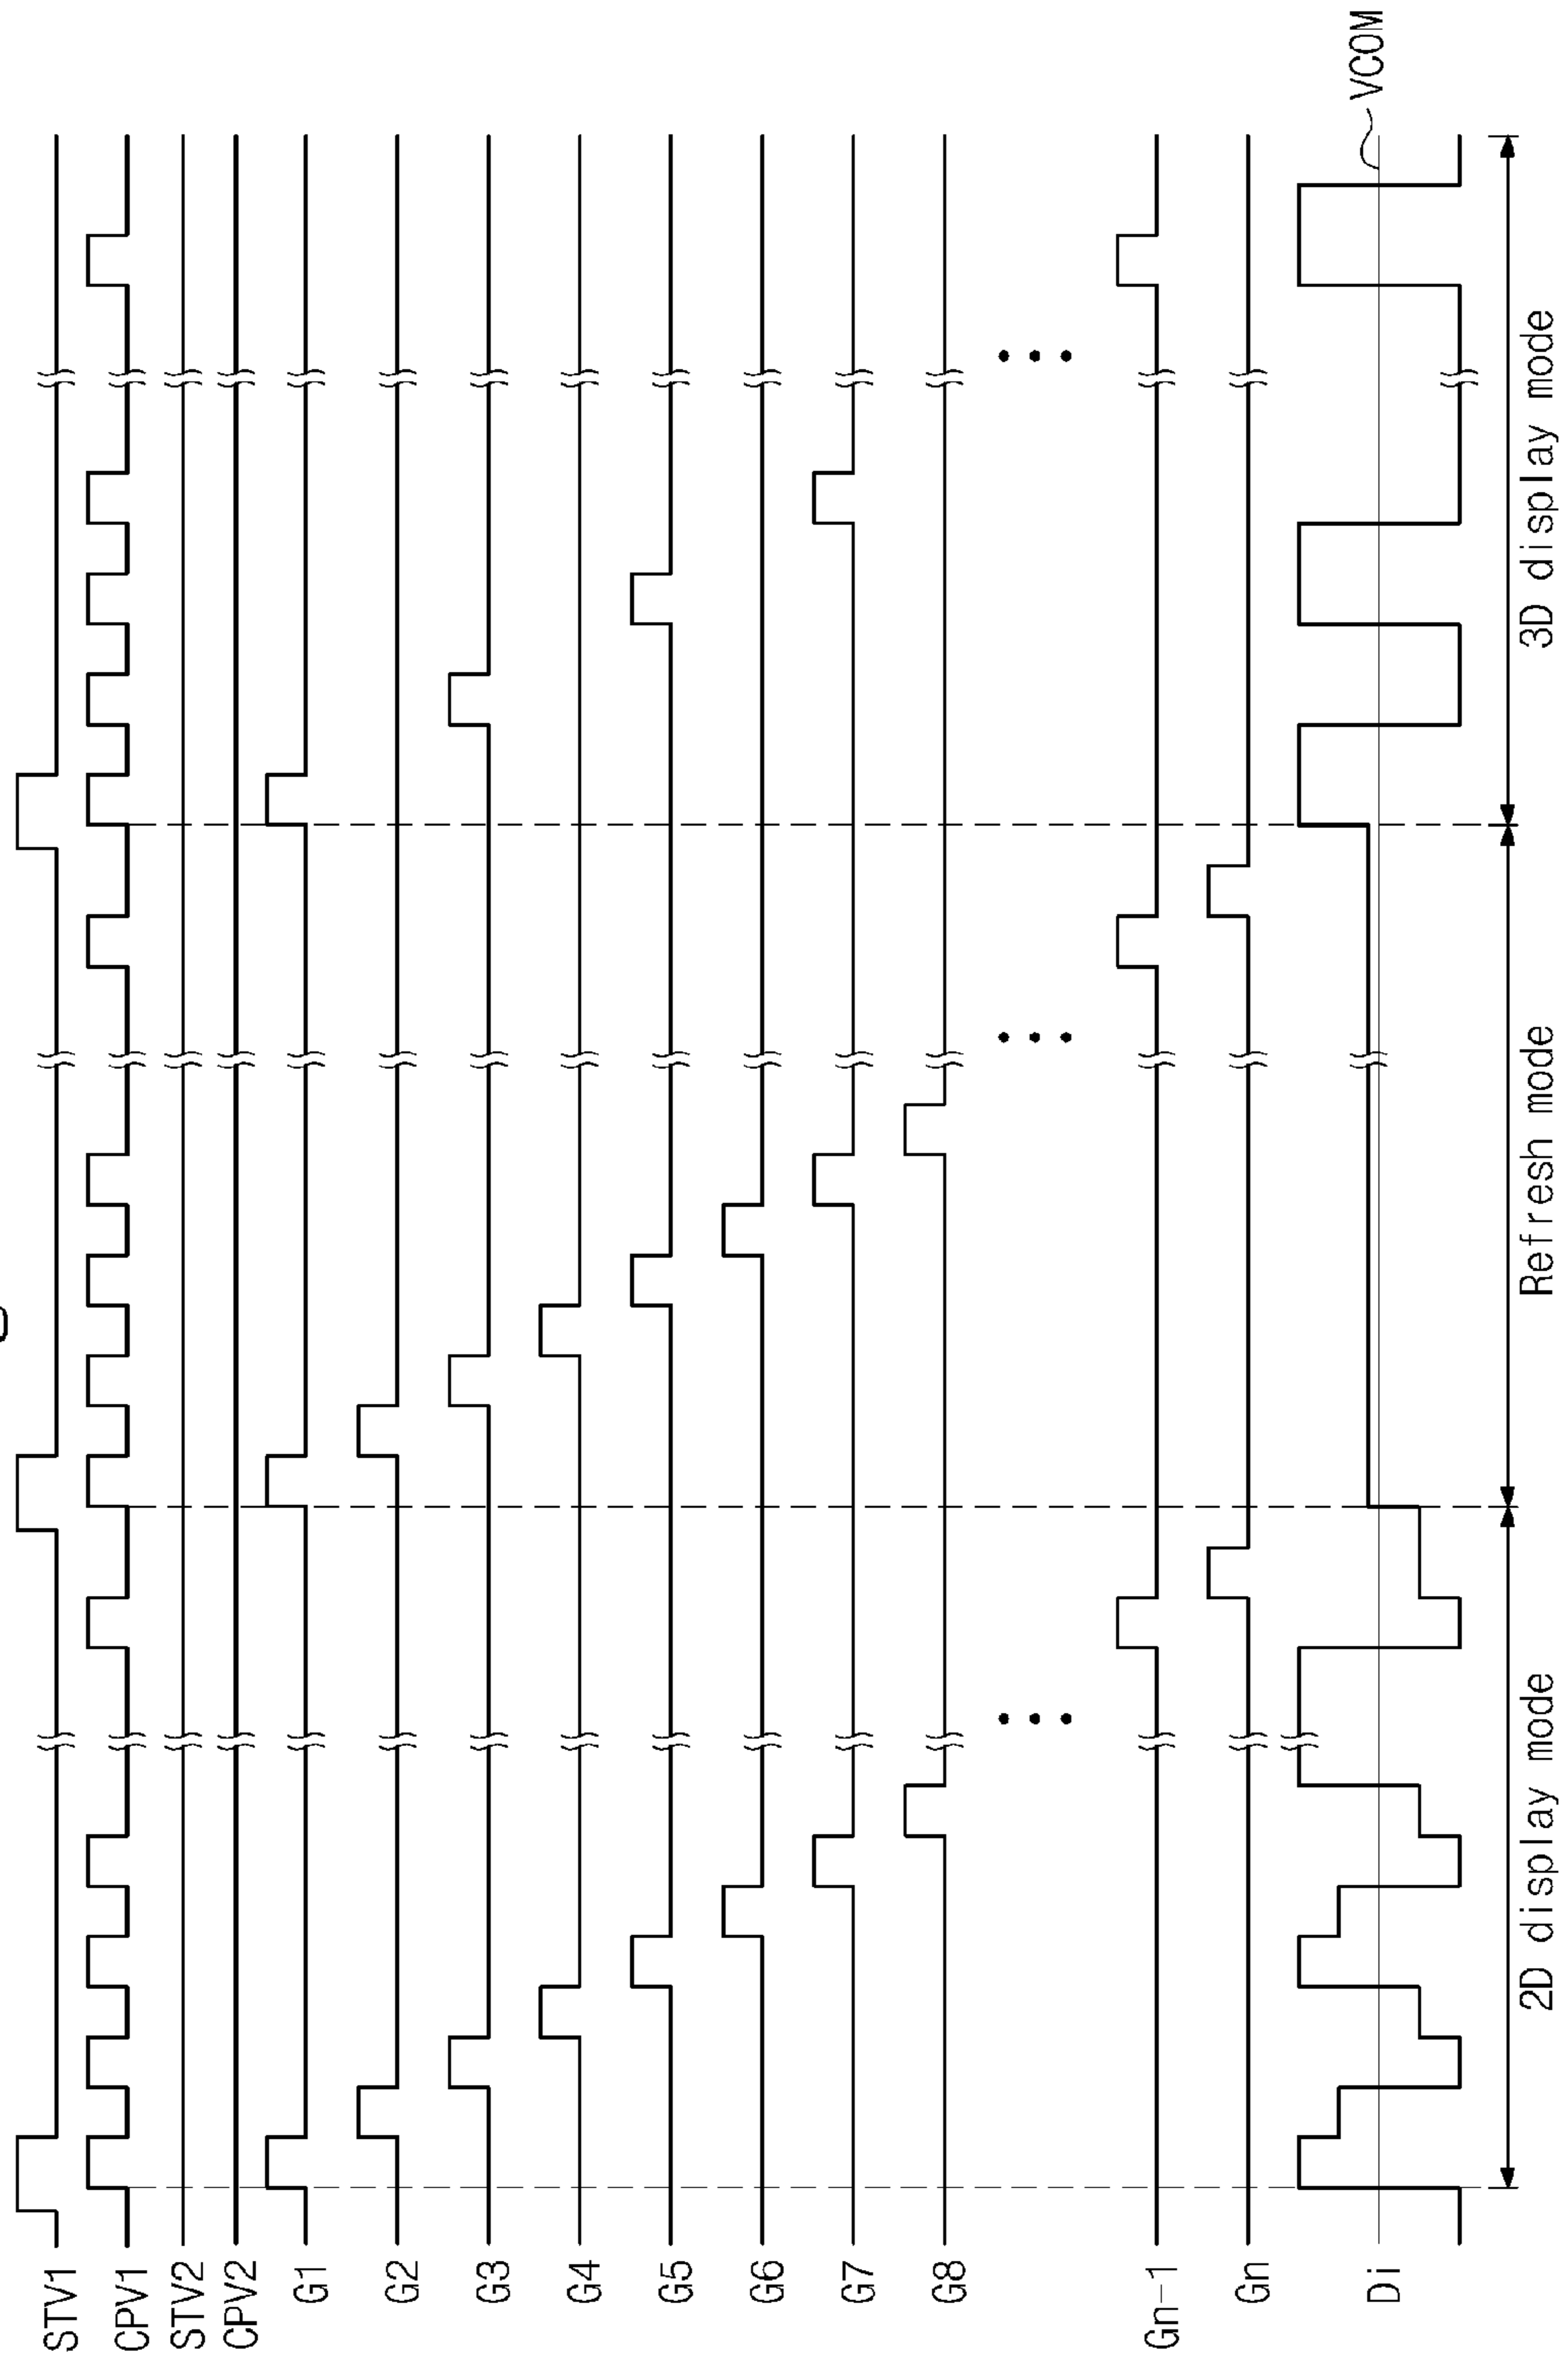 STV1
CPV1
STV2
CPV2
G1
G2
G3
G4
G5
G6
G7
G8
Gn-1
Gn
Di
VCOM
2D display mode
Refresh mode
3D display mode